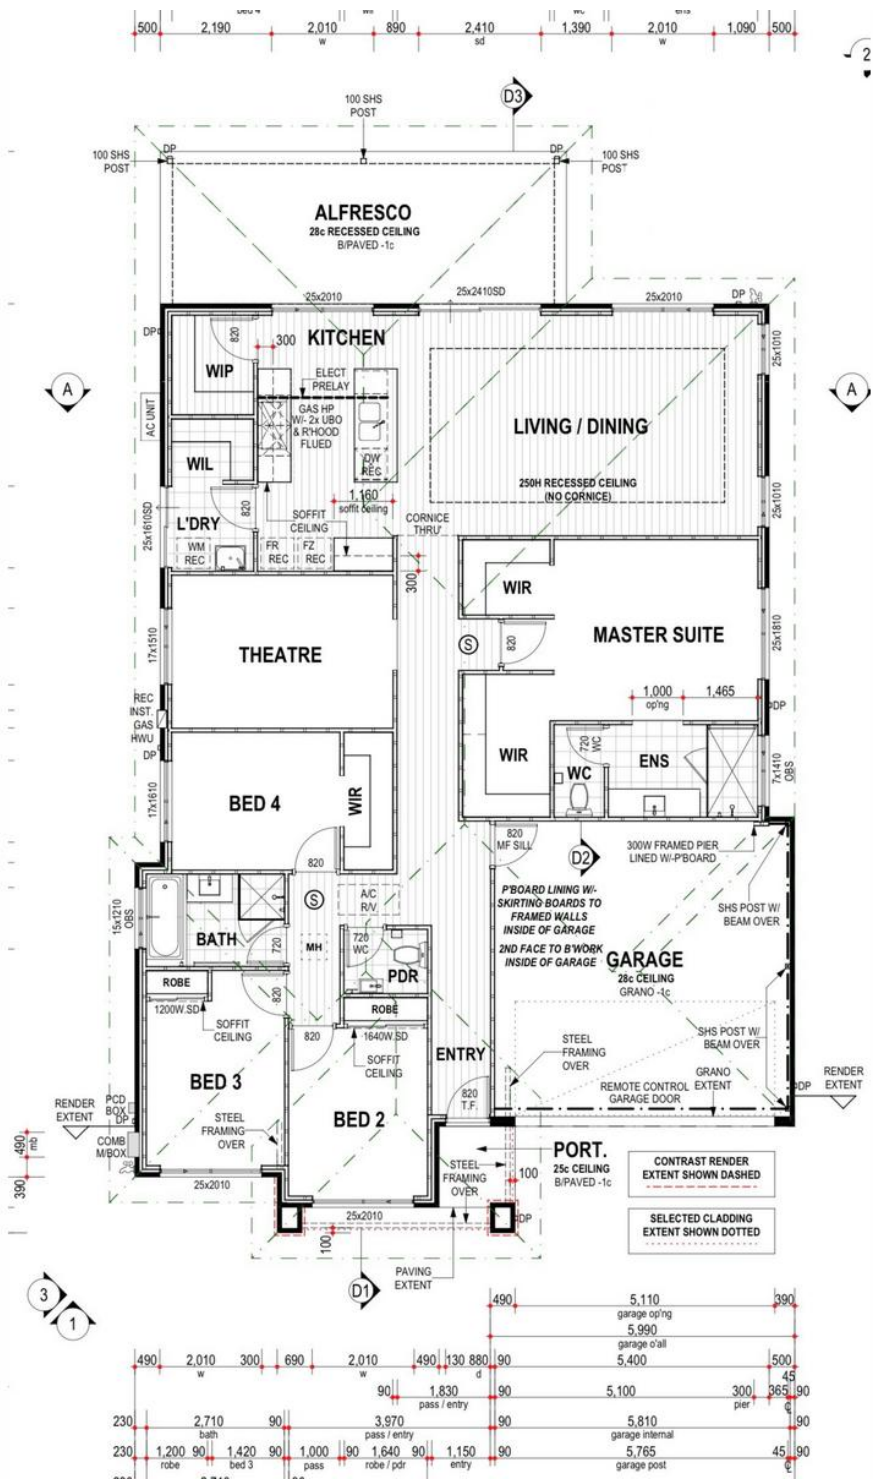 500 2,190 2,010 890 2,410 1,390 2,010 1,090 500
w sd w
2
D3
100 SHS
POST
DP
DP
100 SHS
POST
100 SHS
POST
ALFRESCO
28c RECESSED CEILING
B/PAVED -1c
25x2010
25x2410SD
25x2010
DP
DP
820
KITCHEN
300
WIP
ELECT
PRELAY
25x1010
A
A
AC UNIT
GAS HP
W/- 2x UBO
& R'HOOD
FLUED
LIVING / DINING
WIL
DW
REC
250H RECESSED CEILING
(NO CORNICE)
1,160
soffit ceiling
25x1010
820
L'DRY
25x1610SD
SOFFIT
CEILING
CORNICE
THRU'
WM
REC
FR
REC
FZ
REC
300
WIR
17x1510
THEATRE
S
820
MASTER SUITE
25x1810
REC
INST.
GAS
HWU
DP
1,000
op'ng
1,465
DP
WIR
720
WC
WC
ENS
7x1410
OBS
17x1610
BED 4
WIR
820
820
MF SILL
D2
300W FRAMED PIER
LINED W/-P'BOARD
P'BOARD LINING W/-
SKIRTING BOARDS TO
FRAMED WALLS
INSIDE OF GARAGE
2ND FACE TO B'WORK
INSIDE OF GARAGE
SHS POST W/
BEAM OVER
15x1210
OBS
S
A/C
R/V
BATH
720
MH
720
WC
PDR
GARAGE
28c CEILING
GRANO -1c
ROBE
1200W.SD
820
SOFFIT
CEILING
ROBE
820
1640W.SD
SOFFIT
CEILING
STEEL
FRAMING
OVER
SHS POST W/
BEAM OVER
ENTRY
BED 3
GRANO
EXTENT
REMOTE CONTROL
GARAGE DOOR
DP
RENDER
EXTENT
RENDER
EXTENT
PCD
BOX
DP
STEEL
FRAMING
OVER
BED 2
820
T.F.
COMB
M/BOX
490
mb
390
PORT.
25c CEILING
B/PAVED -1c
STEEL
FRAMING
OVER
100
CONTRAST RENDER
EXTENT SHOWN DASHED
25x2010
25x2010
DP
SELECTED CLADDING
EXTENT SHOWN DOTTED
100
PAVING
EXTENT
D1
3
1
490 5,110 390
garage op'ng
5,990
garage o'all
490 2,010 300 690 2,010 490 130 880 90 5,400 500
w w d
45
90 1,830 90 5,100 300 365 90
pass / entry pier
230 2,710 90 3,970 90 5,810 90
bath pass / entry garage internal
230 1,200 90 1,420 90 1,000 90 1,640 90 1,150 90 5,765 45 90
robe bed 3 pass robe / pdr entry garage post